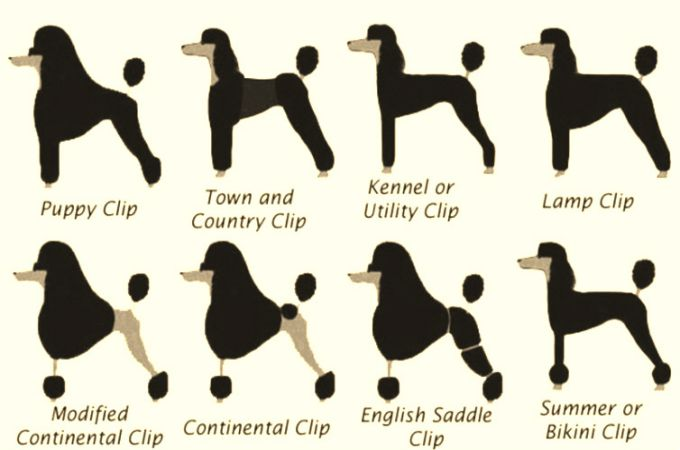 Puppy Clip
Town and
Country Clip
Kennel or
Utility Clip
Lamp Clip
Modified
Continental Clip
Continental Clip
English Saddle
Clip
Summer or
Bikini Clip